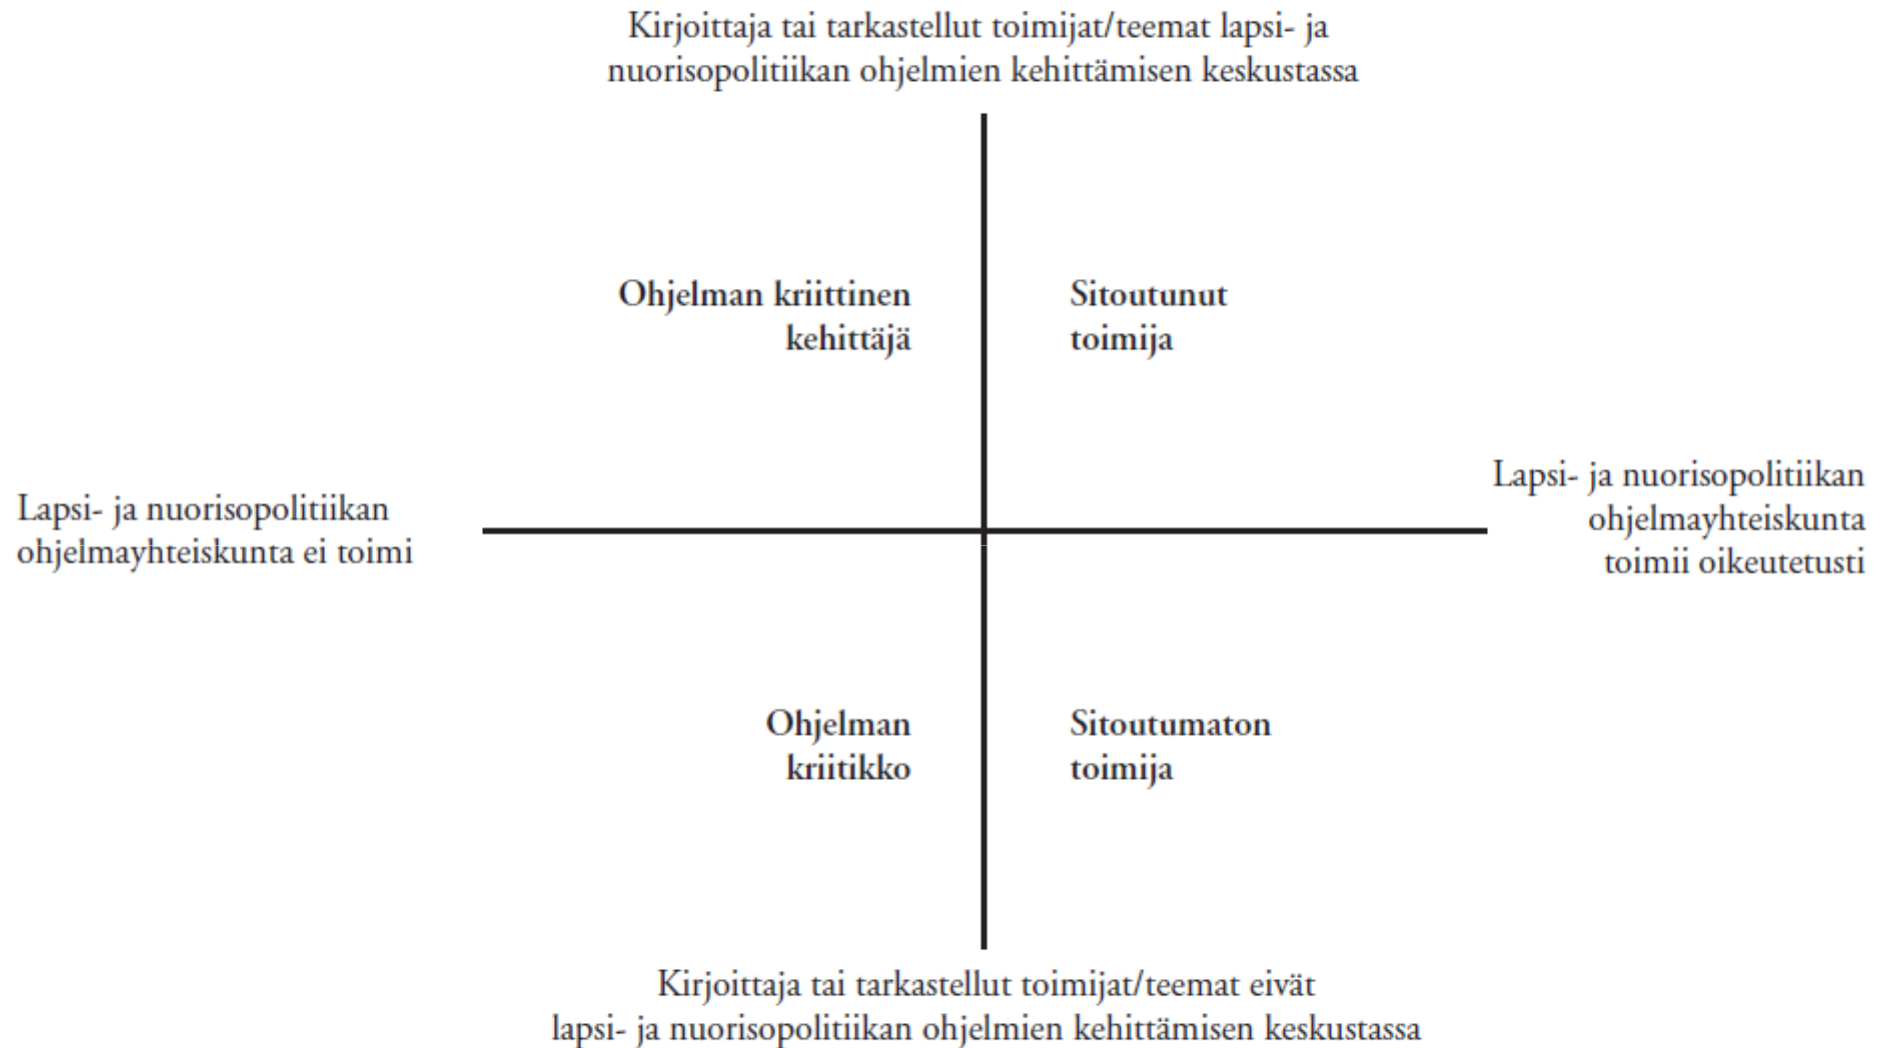 Kirjoittaja tai tarkastellut toimijat/teemat lapsi- ja
nuorisopolitiikan ohjelmien kehittämisen keskustassa
Ohjelman kriittinen
kehittäjä
Sitoutunut
toimija
Lapsi- ja nuorisopolitiikan
ohjelmayhteiskunta ei toimi
Lapsi- ja nuorisopolitiikan
ohjelmayhteiskunta
toimii oikeutetusti
Ohjelman
kriitikko
Sitoutumaton
toimija
Kirjoittaja tai tarkastellut toimijat/teemat eivät
lapsi- ja nuorisopolitiikan ohjelmien kehittämisen keskustassa